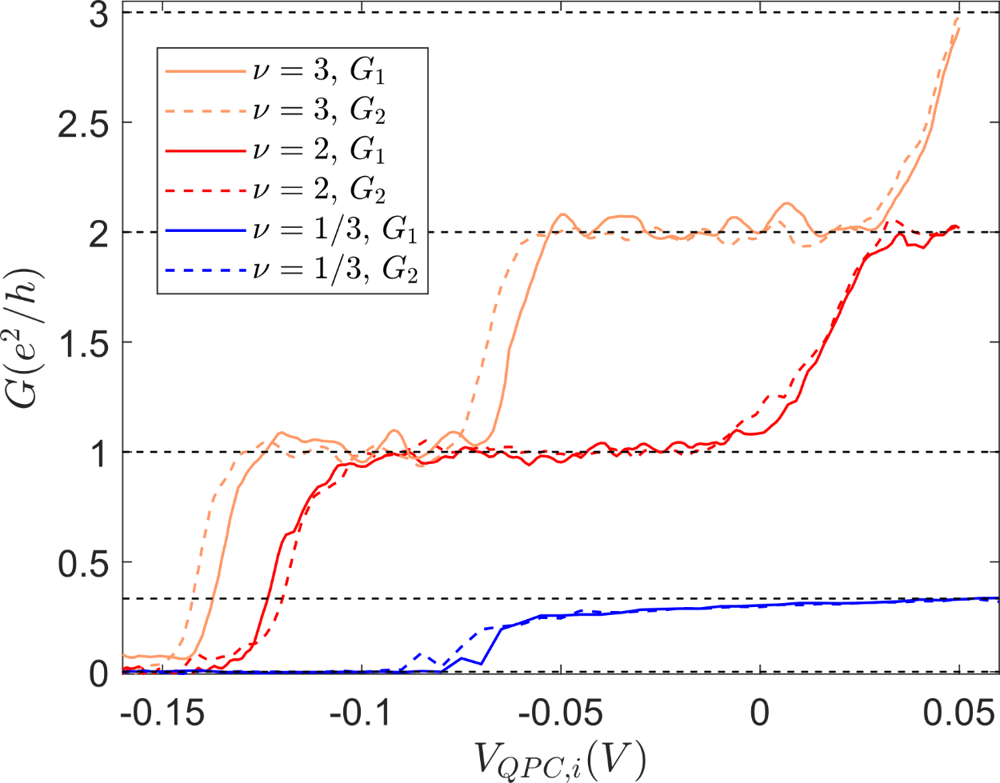 3
2.5
2
1.5
1
0.5
0
G(e²/h)
ν = 3, G₁
ν = 3, G₂
ν = 2, G₁
ν = 2, G₂
ν = 1/3, G₁
ν = 1/3, G₂
-0.15 -0.1 -0.05 0 0.05
V_{QPC,i}(V)